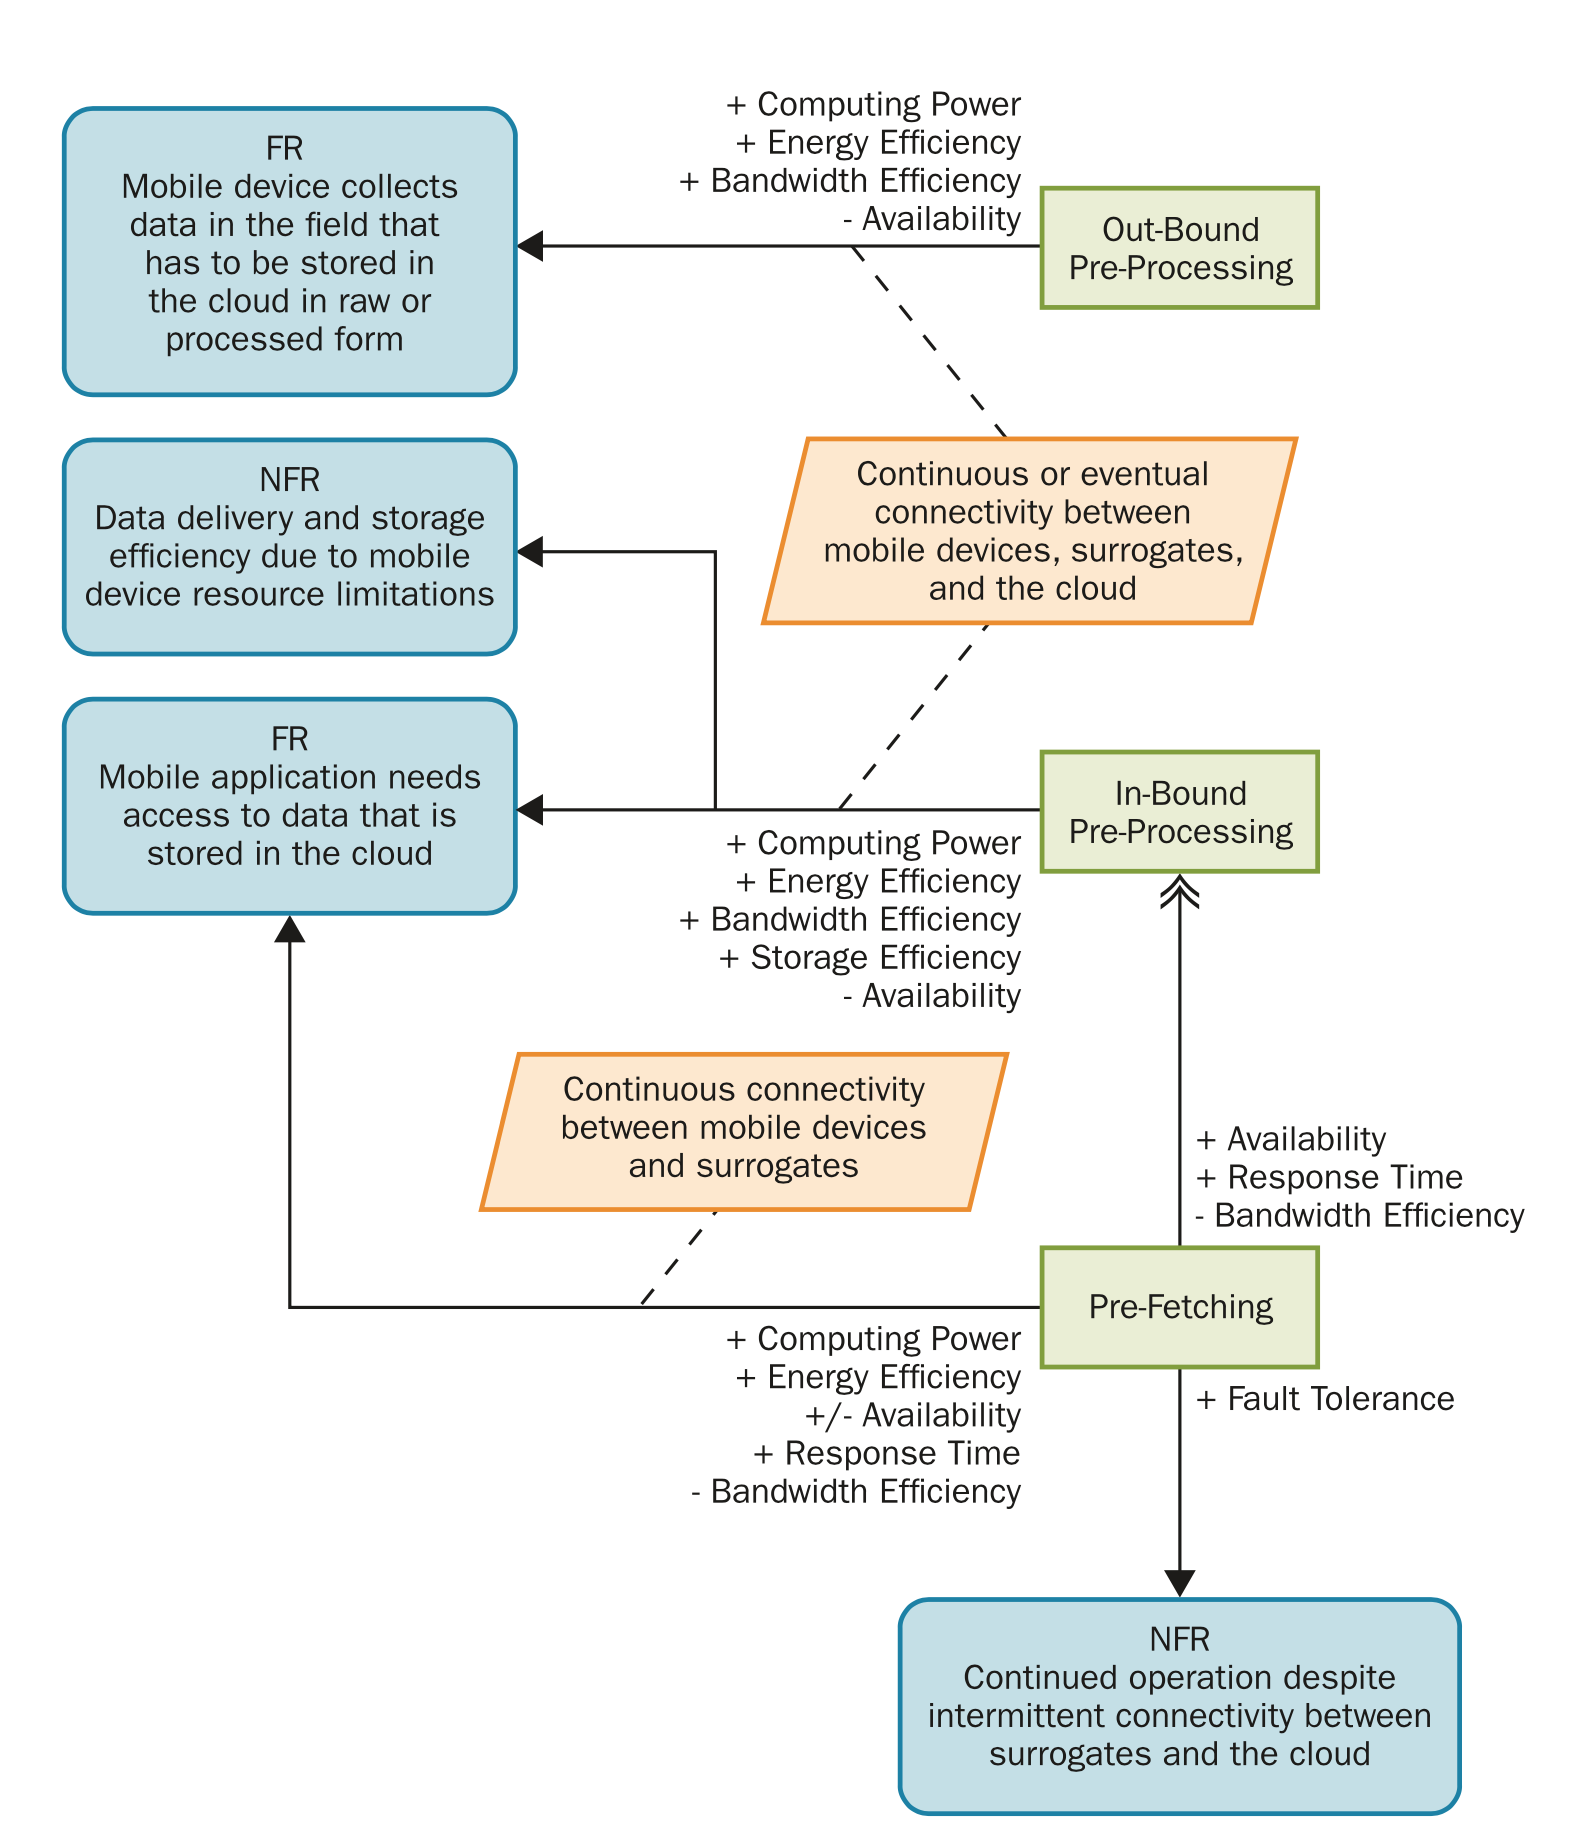 + Computing Power
+ Energy Efficiency
+ Bandwidth Efficiency
- Availability
FR
Mobile device collects
data in the field that
has to be stored in
the cloud in raw or
processed form
Out-Bound
Pre-Processing
NFR
Data delivery and storage
efficiency due to mobile
device resource limitations
Continuous or eventual
connectivity between
mobile devices, surrogates,
and the cloud
FR
Mobile application needs
access to data that is
stored in the cloud
In-Bound
Pre-Processing
+ Computing Power
+ Energy Efficiency
+ Bandwidth Efficiency
+ Storage Efficiency
- Availability
Continuous connectivity
between mobile devices
and surrogates
+ Availability
+ Response Time
- Bandwidth Efficiency
Pre-Fetching
+ Computing Power
+ Energy Efficiency
+/- Availability
+ Response Time
- Bandwidth Efficiency
+ Fault Tolerance
NFR
Continued operation despite
intermittent connectivity between
surrogates and the cloud